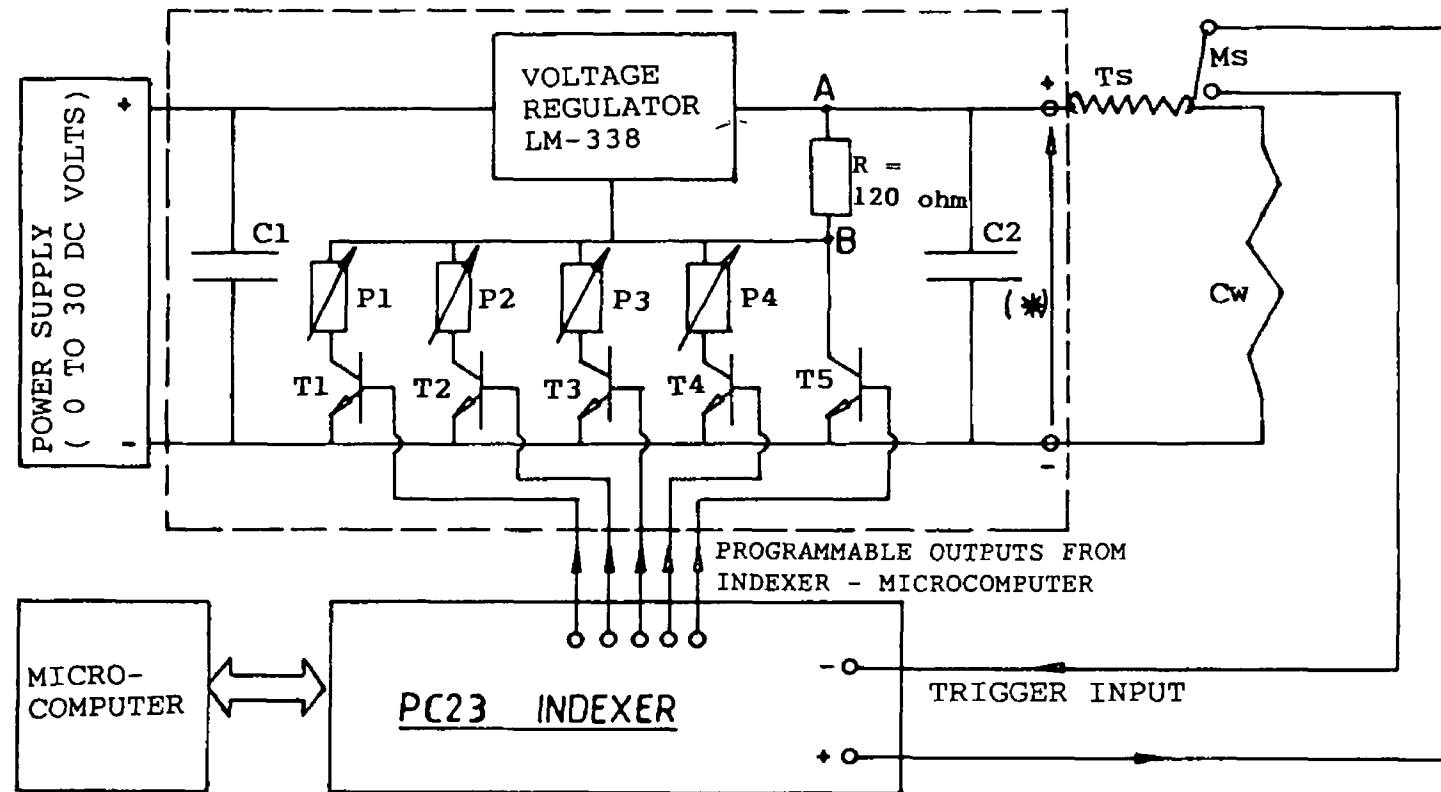 POWER SUPPLY
( 0 TO 30 DC VOLTS)
+
-
VOLTAGE
REGULATOR
LM-338
A
R =
120 ohm
B
C1
C2
(*)
+
-
Ts
Ms
Cw
P1
P2
P3
P4
T1
T2
T3
T4
T5
PROGRAMMABLE OUTPUTS FROM
INDEXER - MICROCOMPUTER
MICRO-
COMPUTER
PC23 INDEXER
-
+
TRIGGER INPUT